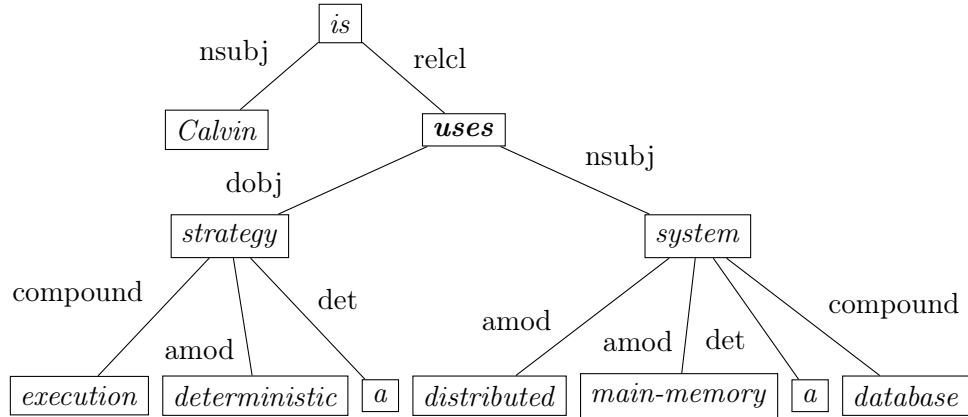 is
nsubj
relcl
Calvin
uses
dobj
nsubj
strategy
system
compound
amod
det
amod
amod
det
compound
execution
deterministic
a
distributed
main-memory
a
database